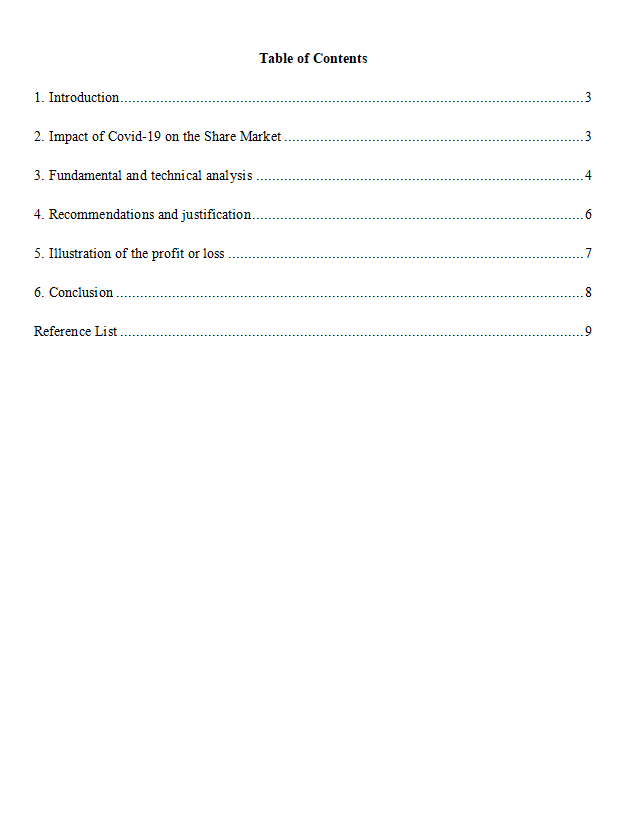 Table of Contents
1. Introduction....................................................................................................................3
2. Impact of Covid-19 on the Share Market ...........................................................................3
3. Fundamental and technical analysis ..................................................................................4
4. Recommendations and justification...................................................................................6
5. Illustration of the profit or loss .........................................................................................7
6. Conclusion .....................................................................................................................8
Reference List ....................................................................................................................9